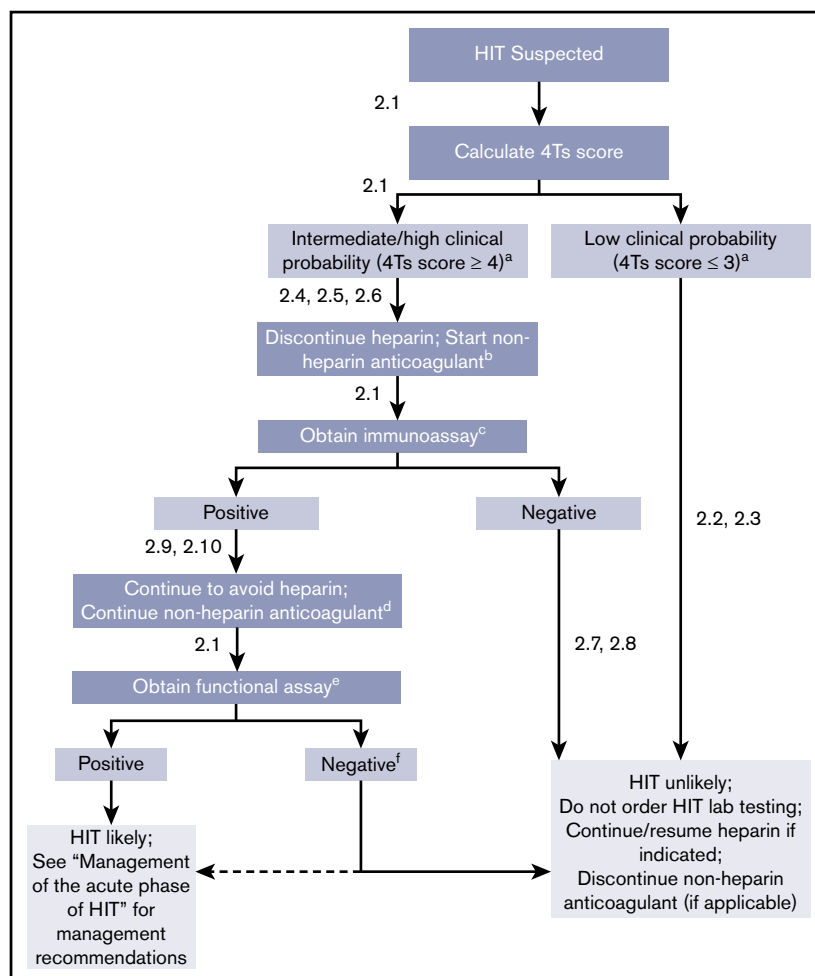 HIT Suspected
2.1
Calculate 4Ts score
2.1
Intermediate/high clinical
probability (4Ts score ≥ 4)ᵃ
Low clinical probability
(4Ts score ≤ 3)ᵃ
2.4, 2.5, 2.6
Discontinue heparin; Start non-
heparin anticoagulantᵇ
2.1
Obtain immunoassayᶜ
Positive
Negative
2.2, 2.3
2.9, 2.10
Continue to avoid heparin;
Continue non-heparin anticoagulantᵈ
2.7, 2.8
2.1
Obtain functional assayᵉ
Positive
Negativeᶠ
HIT likely;
See “Management
of the acute phase
of HIT” for
management
recommendations
HIT unlikely;
Do not order HIT lab testing;
Continue/resume heparin if
indicated;
Discontinue non-heparin
anticoagulant (if applicable)